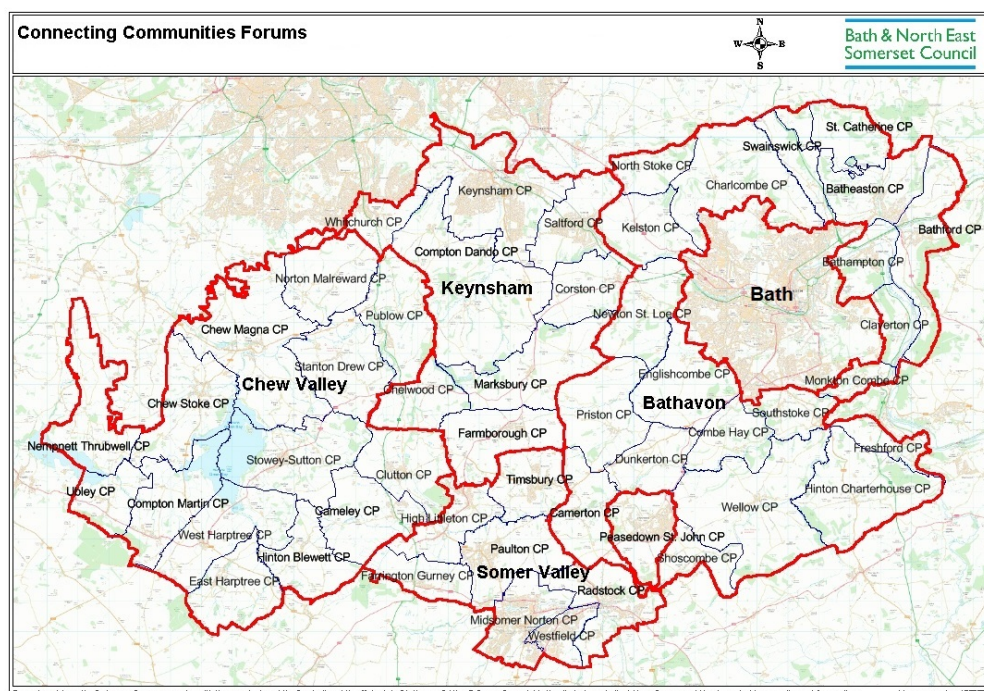 Connecting Communities Forums
N
W
E
S
Bath & North East
Somerset Council
St. Catherine CP
Swainswick CP
North Stoke CP
Charlcombe CP
Batheaston CP
Keynsham CP
Whitchurch CP
Saltford CP
Kelston CP
Bathford CP
Compton Dando CP
Bathampton CP
Norton Malreward CP
Keynsham
Corston CP
Bath
Publow CP
Newton St. Loe CP
Chew Magna CP
Claverton CP
Stanton Drew CP
Englishcombe CP
Chew Valley
Chelwood CP
Marksbury CP
Monkton Combe CP
Chew Stoke CP
Bathavon
Priston CP
Southstoke CP
Farmborough CP
Combe Hay CP
Nempnett Thrubwell CP
Freshford CP
Stowey-Sutton CP
Dunkerton CP
Clutton CP
Timsbury CP
Ubley CP
Hinton Charterhouse CP
Compton Martin CP
Cameley CP
Camerton CP
Wellow CP
High Littleton CP
West Harptree CP
Peasedown St. John CP
Paulton CP
Hinton Blewett CP
Shoscombe CP
Somer Valley
East Harptree CP
Farrington Gurney CP
Radstock CP
Midsomer Norton CP
Westfield CP